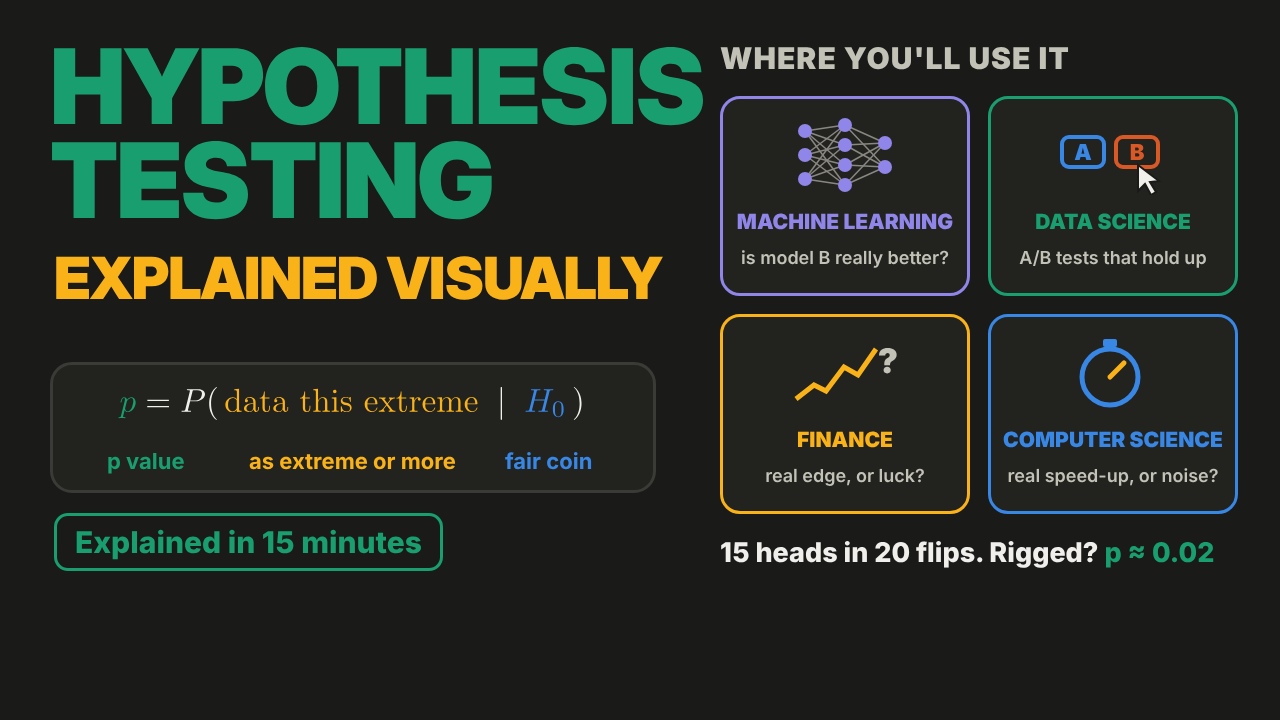 HYPOTHESIS
TESTING
EXPLAINED VISUALLY
p = P( data this extreme | H₀ )
p value as extreme or more fair coin
Explained in 15 minutes
WHERE YOU'LL USE IT
MACHINE LEARNING
is model B really better?
A B
DATA SCIENCE
A/B tests that hold up
?
FINANCE
real edge, or luck?
COMPUTER SCIENCE
real speed-up, or noise?
15 heads in 20 flips. Rigged? p ≈ 0.02